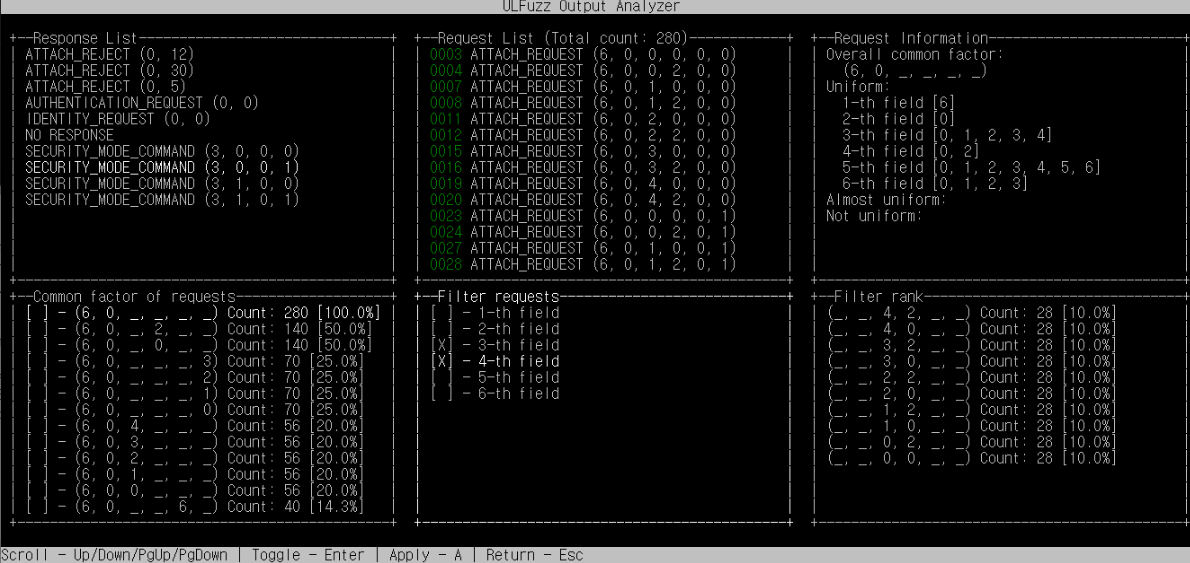 ULFuzz Output Analyzer
Response List
ATTACH_REJECT (0, 12)
ATTACH_REJECT (0, 30)
ATTACH_REJECT (0, 5)
AUTHENTICATION_REQUEST (0, 0)
IDENTITY_REQUEST (0, 0)
NO RESPONSE
SECURITY_MODE_COMMAND (3, 0, 0, 0)
SECURITY_MODE_COMMAND (3, 0, 0, 1)
SECURITY_MODE_COMMAND (3, 1, 0, 0)
SECURITY_MODE_COMMAND (3, 1, 0, 1)
Request List (Total count: 280)
0003 ATTACH_REQUEST (6, 0, 0, 0, 0, 0)
0004 ATTACH_REQUEST (6, 0, 0, 2, 0, 0)
0007 ATTACH_REQUEST (6, 0, 1, 0, 0, 0)
0008 ATTACH_REQUEST (6, 0, 1, 2, 0, 0)
0011 ATTACH_REQUEST (6, 0, 2, 0, 0, 0)
0012 ATTACH_REQUEST (6, 0, 2, 2, 0, 0)
0015 ATTACH_REQUEST (6, 0, 3, 0, 0, 0)
0016 ATTACH_REQUEST (6, 0, 3, 2, 0, 0)
0019 ATTACH_REQUEST (6, 0, 4, 0, 0, 0)
0020 ATTACH_REQUEST (6, 0, 4, 2, 0, 0)
0023 ATTACH_REQUEST (6, 0, 0, 0, 0, 1)
0024 ATTACH_REQUEST (6, 0, 0, 2, 0, 1)
0027 ATTACH_REQUEST (6, 0, 1, 0, 0, 1)
0028 ATTACH_REQUEST (6, 0, 1, 2, 0, 1)
Request Information
Overall common factor:
(6, 0, _, _, _, _)
Uniform:
1-th field [6]
2-th field [0]
3-th field [0, 1, 2, 3, 4]
4-th field [0, 2]
5-th field [0, 1, 2, 3, 4, 5, 6]
6-th field [0, 1, 2, 3]
Almost uniform:
Not uniform:
Common factor of requests
[ ] - (6, 0, _, _, _, _) Count: 280 [100.0%]
[ ] - (6, 0, _, 2, _, _) Count: 140 [50.0%]
[ ] - (6, 0, _, 0, _, _) Count: 140 [50.0%]
[ ] - (6, 0, _, _, _, 3) Count: 70 [25.0%]
[ ] - (6, 0, _, _, _, 2) Count: 70 [25.0%]
[ ] - (6, 0, _, _, _, 1) Count: 70 [25.0%]
[ ] - (6, 0, _, _, _, 0) Count: 70 [25.0%]
[ ] - (6, 0, 4, _, _, _) Count: 56 [20.0%]
[ ] - (6, 0, 3, _, _, _) Count: 56 [20.0%]
[ ] - (6, 0, 2, _, _, _) Count: 56 [20.0%]
[ ] - (6, 0, 1, _, _, _) Count: 56 [20.0%]
[ ] - (6, 0, 0, _, _, _) Count: 56 [20.0%]
[ ] - (6, 0, _, _, 6, _) Count: 40 [14.3%]
Filter requests
[ ] - 1-th field
[ ] - 2-th field
[X] - 3-th field
[X] - 4-th field
[ ] - 5-th field
[ ] - 6-th field
Filter rank
(_, _, 4, 2, _, _) Count: 28 [10.0%]
(_, _, 4, 0, _, _) Count: 28 [10.0%]
(_, _, 3, 2, _, _) Count: 28 [10.0%]
(_, _, 3, 0, _, _) Count: 28 [10.0%]
(_, _, 2, 2, _, _) Count: 28 [10.0%]
(_, _, 2, 0, _, _) Count: 28 [10.0%]
(_, _, 1, 2, _, _) Count: 28 [10.0%]
(_, _, 1, 0, _, _) Count: 28 [10.0%]
(_, _, 0, 2, _, _) Count: 28 [10.0%]
(_, _, 0, 0, _, _) Count: 28 [10.0%]
Scroll - Up/Down/PgUp/PgDown | Toggle - Enter | Apply - A | Return - Esc